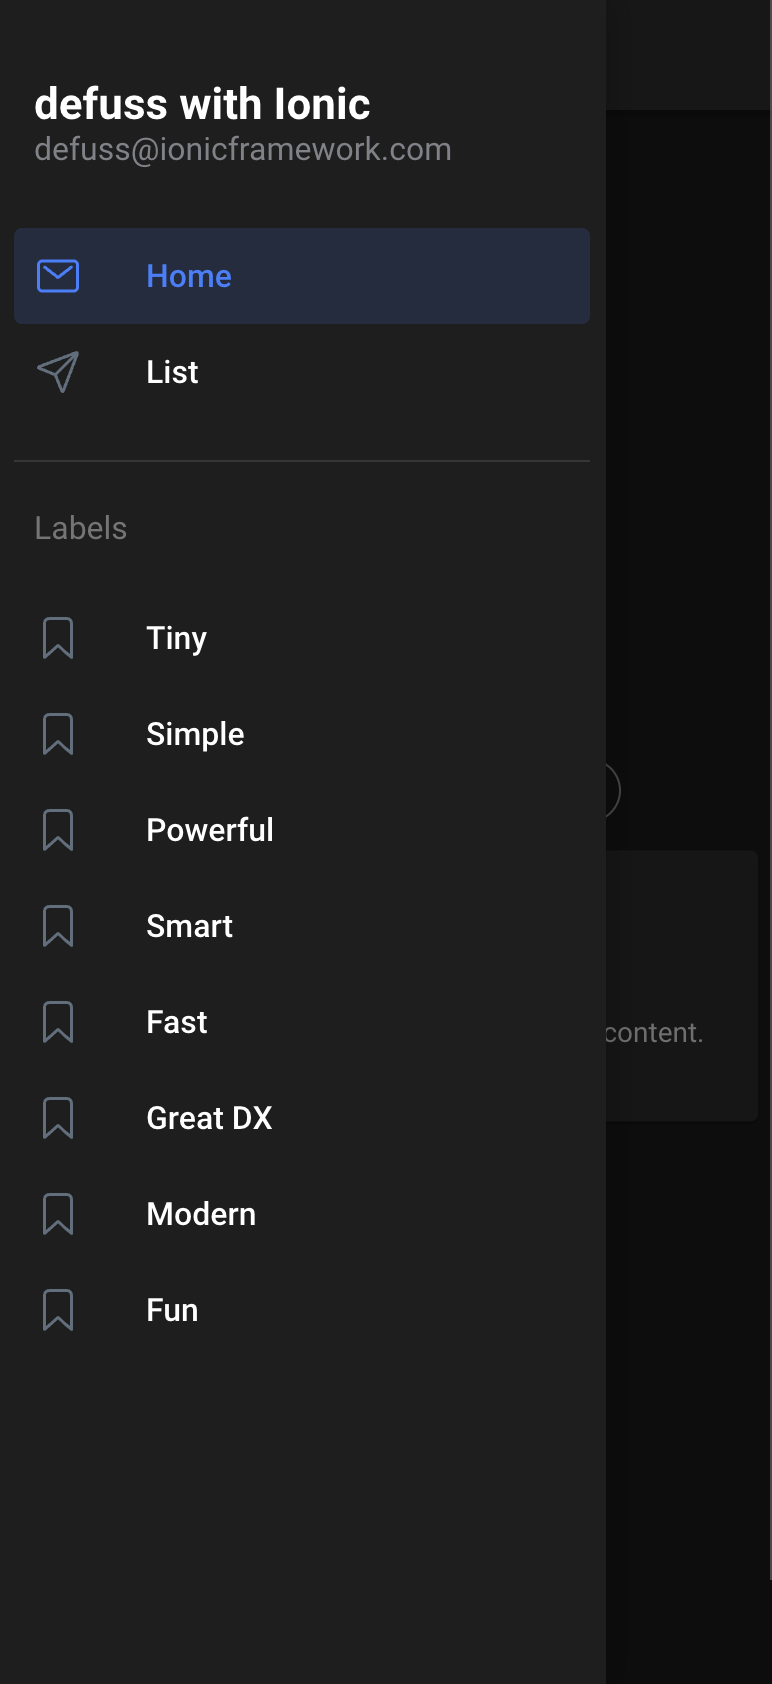 defuss with Ionic
defuss@ionicframework.com
Home
List
Labels
Tiny
Simple
Powerful
Smart
content.
Fast
Great DX
Modern
Fun